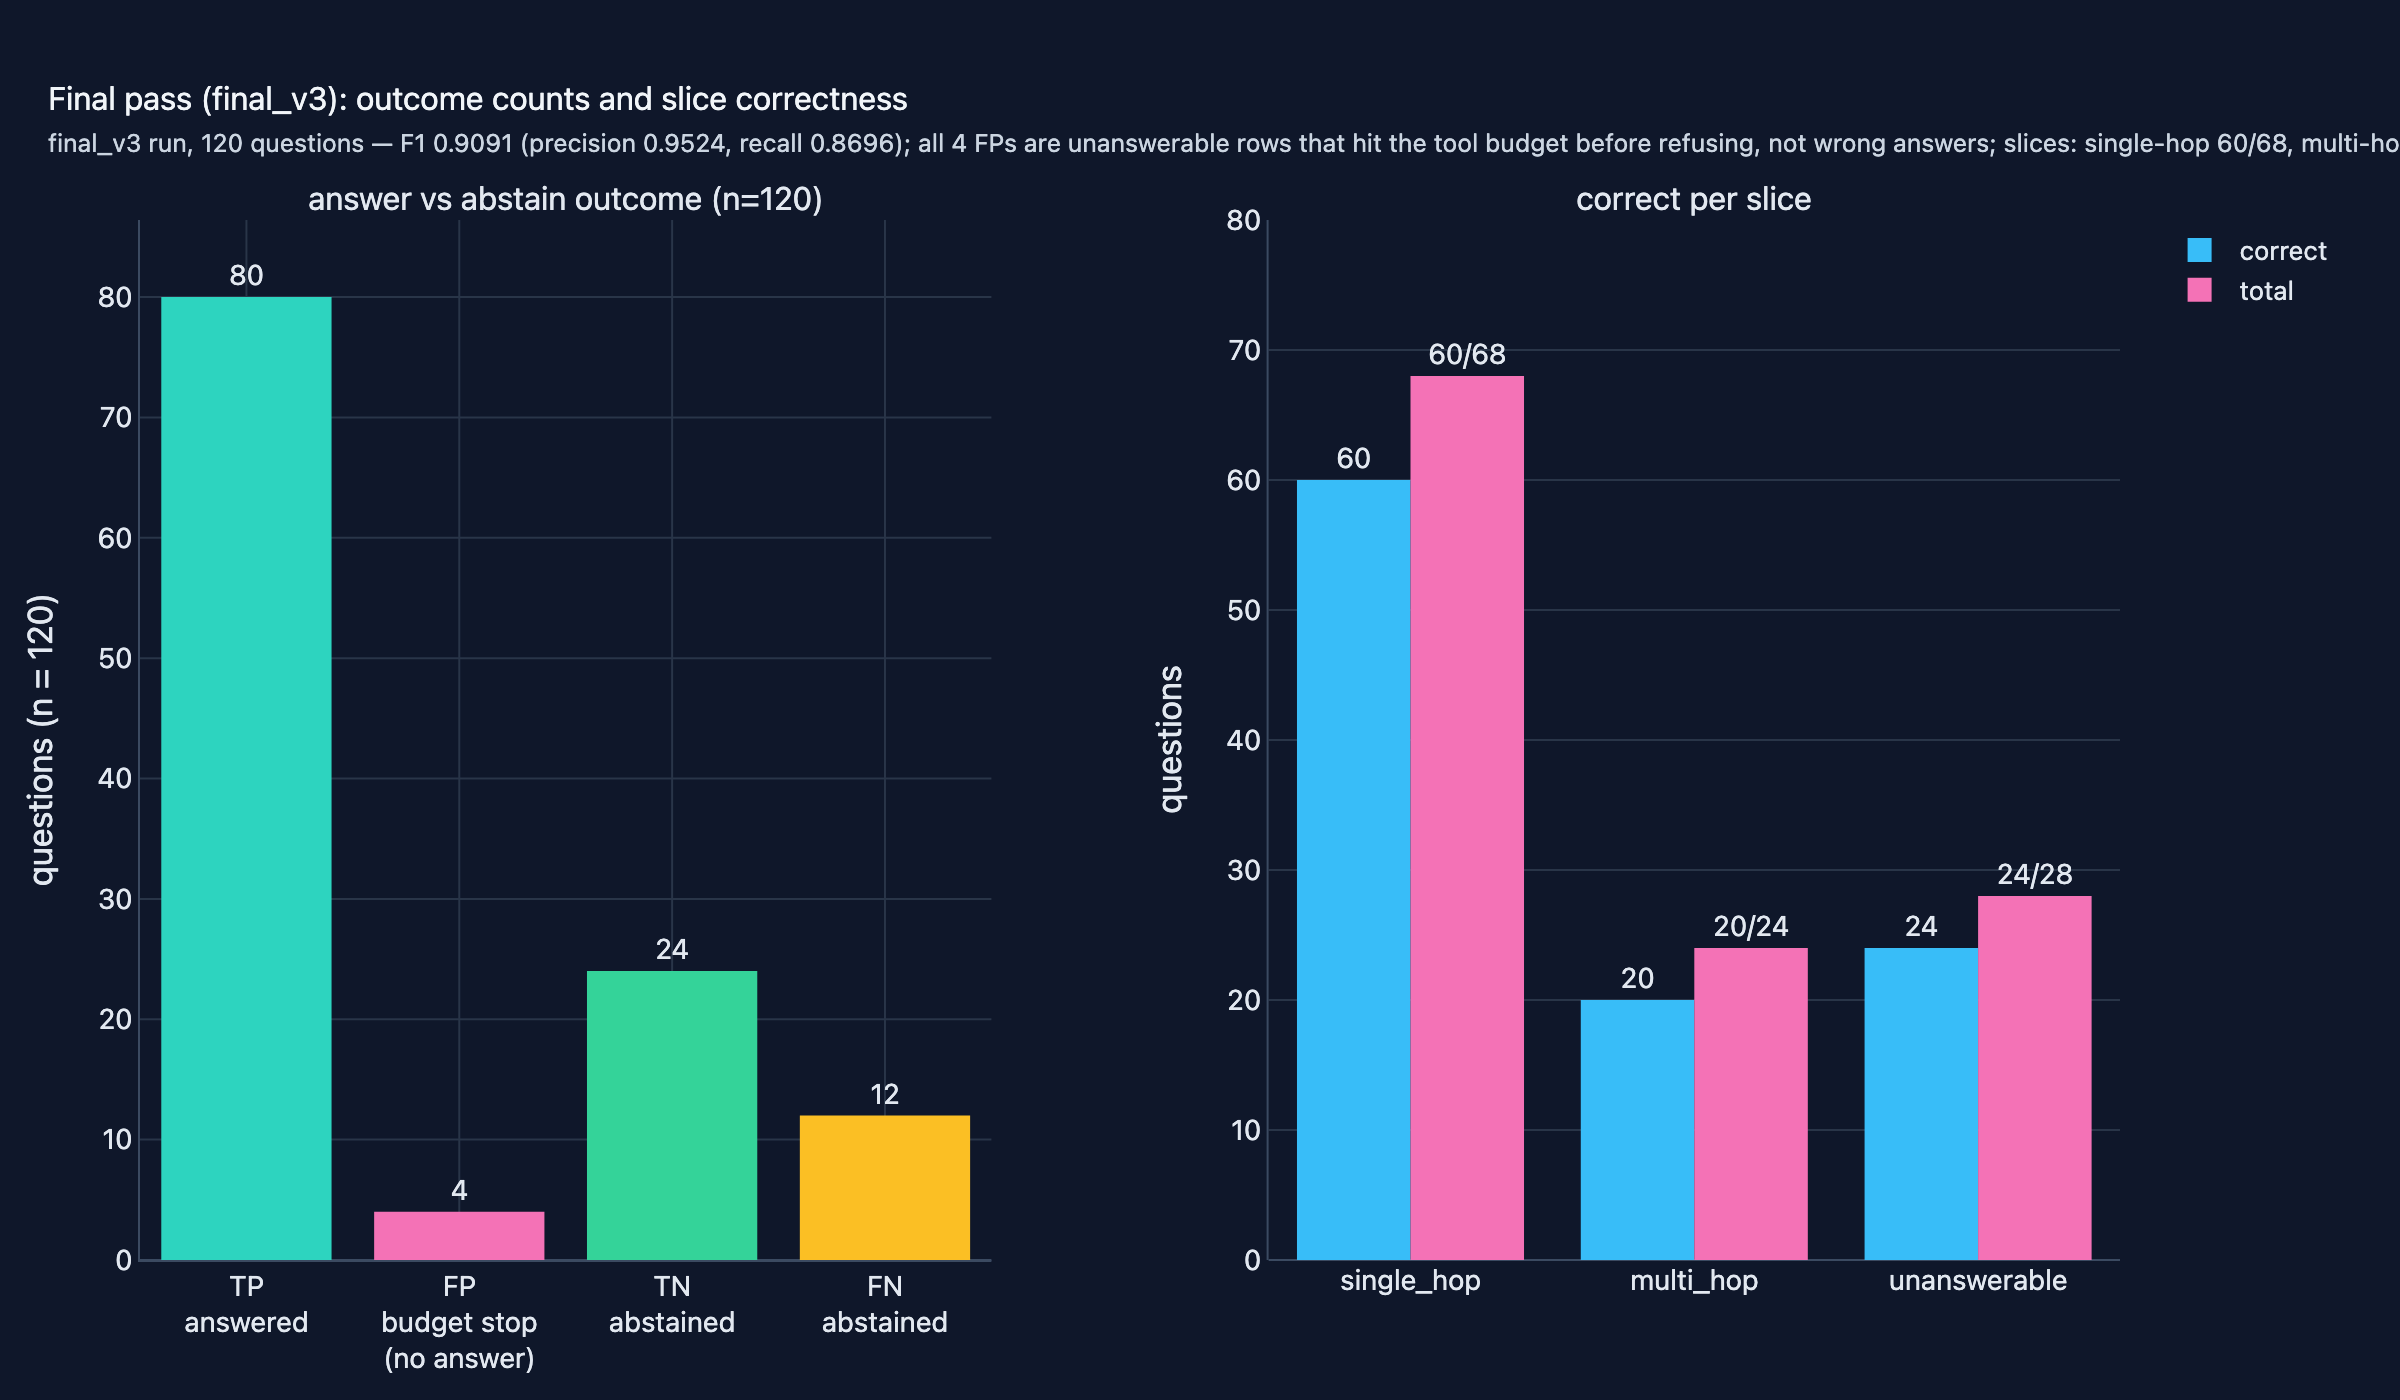 Final pass (final_v3): outcome counts and slice correctness
final_v3 run, 120 questions — F1 0.9091 (precision 0.9524, recall 0.8696); all 4 FPs are unanswerable rows that hit the tool budget before refusing, not wrong answers; slices: single-hop 60/68, multi-ho
answer vs abstain outcome (n=120)
questions (n = 120)
80
70
60
50
40
30
20
10
0
80
4
24
12
TP
answered
FP
budget stop
(no answer)
TN
abstained
FN
abstained
correct per slice
questions
80
70
60
50
40
30
20
10
0
60
60/68
20
20/24
24
24/28
single_hop
multi_hop
unanswerable
correct
total